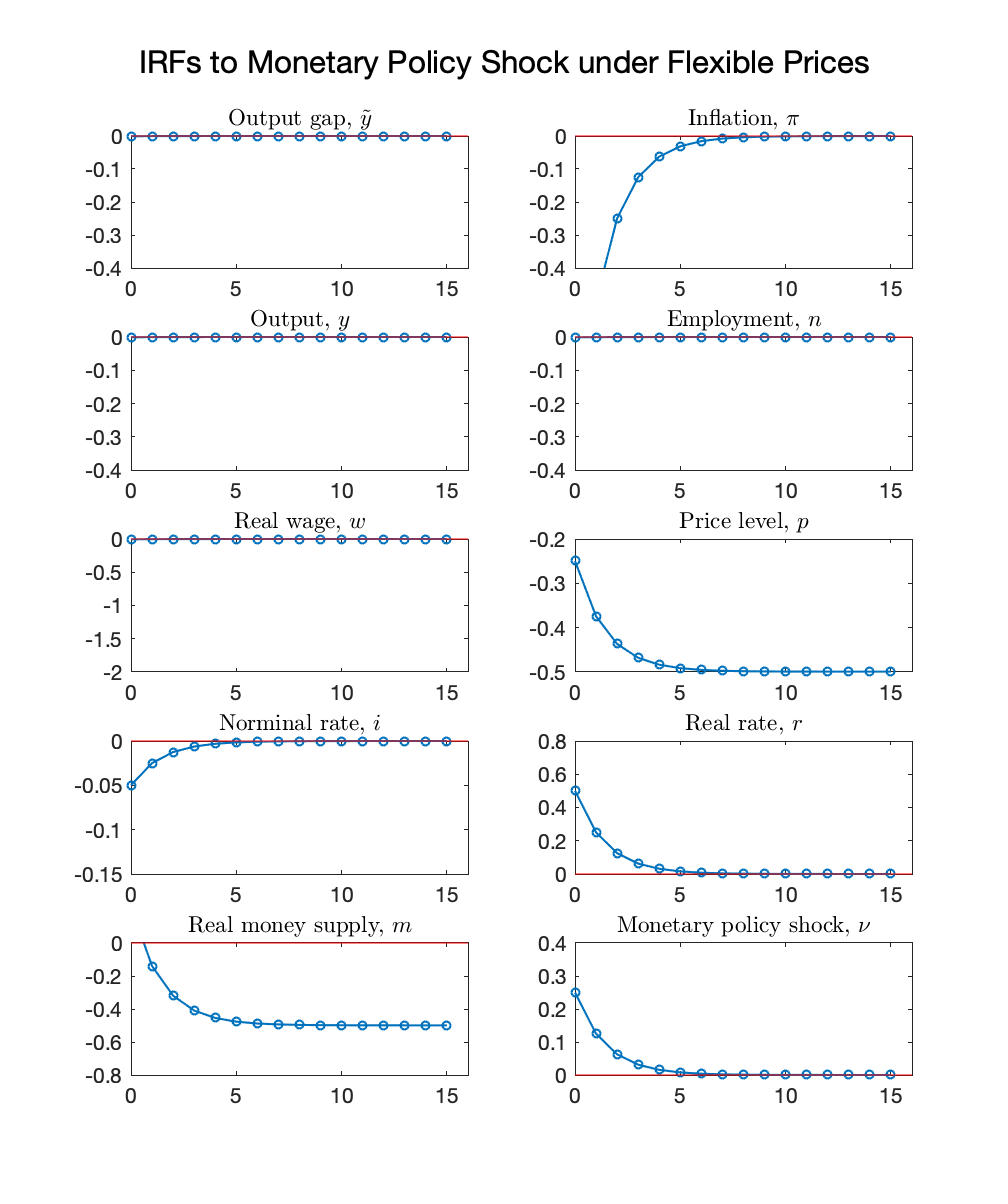 IRFs to Monetary Policy Shock under Flexible Prices
Output gap, ỹ
0
-0.1
-0.2
-0.3
-0.4
0 5 10 15
Inflation, π
0
-0.1
-0.2
-0.3
-0.4
0 5 10 15
Output, y
0
-0.1
-0.2
-0.3
-0.4
0 5 10 15
Employment, n
0
-0.1
-0.2
-0.3
-0.4
0 5 10 15
Real wage, w
0
-0.5
-1
-1.5
-2
0 5 10 15
Price level, p
-0.2
-0.3
-0.4
-0.5
0 5 10 15
Norminal rate, i
0
-0.05
-0.1
-0.15
0 5 10 15
Real rate, r
0.8
0.6
0.4
0.2
0
0 5 10 15
Real money supply, m
0
-0.2
-0.4
-0.6
-0.8
0 5 10 15
Monetary policy shock, ν
0.4
0.3
0.2
0.1
0
0 5 10 15